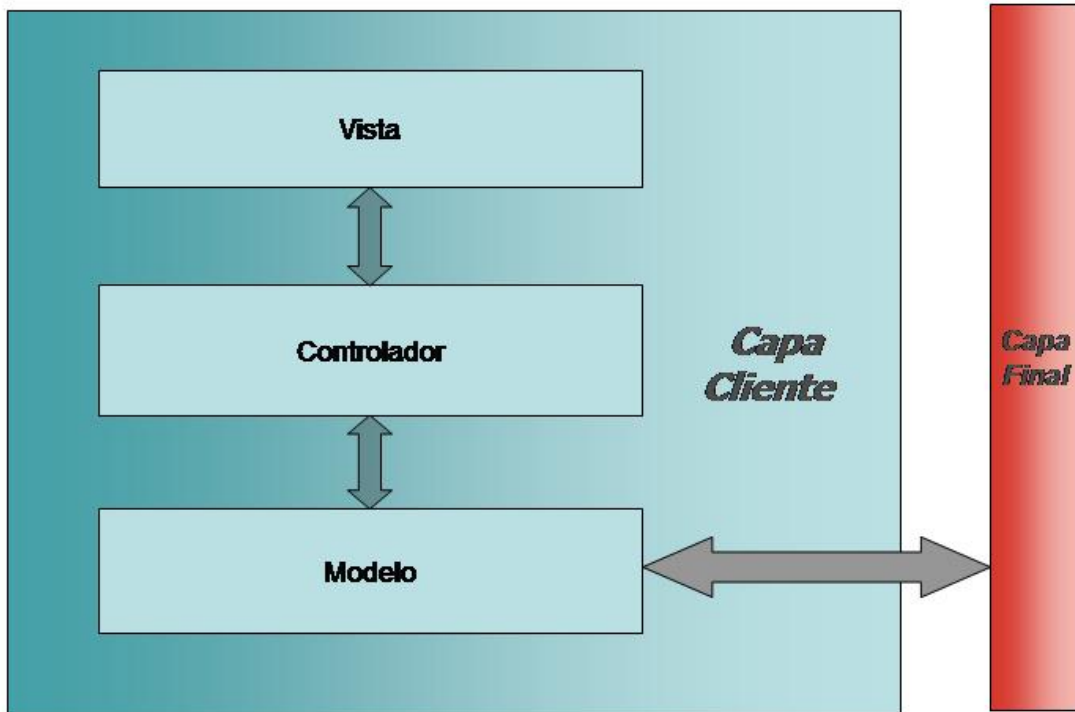 Vista
Controlador
Capa
Cliente
Modelo
Capa
Final